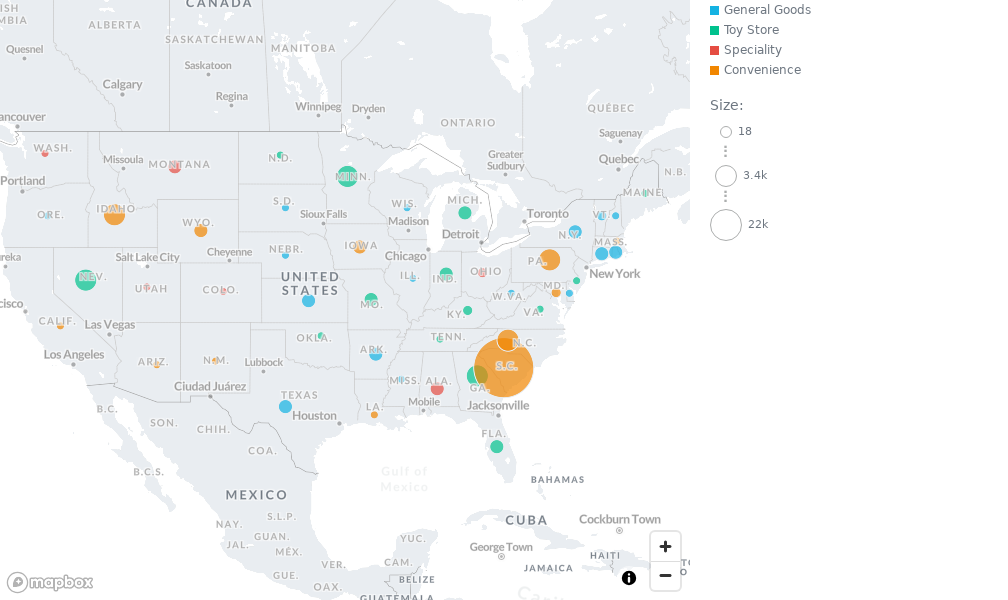 CANADA
ISH
MBIA
ALBERTA
SASKATCHEWAN
MANITOBA
Quesnel
Saskatoon
Calgary
Regina
Winnipeg
Dryden
ancouver
ONTARIO
QUÉBEC
Saguenay
Quebec
WASH.
Missoula
MONTANA
N.D.
MINN.
Greater
Sudbury
N.B.
Portland
MAINE
ORE.
IDAHO
WYO.
S.D.
Sioux Falls
WIS.
Madison
MICH.
Toronto
Detroit
N.Y.
VT.
MASS.
ureka
Salt Lake City
Cheyenne
NEBR.
IOWA
Chicago
PA.
New York
NEV.
UTAH
COLO.
UNITED
STATES
ILL.
IND.
OHIO
MD.
W.VA.
VA.
cisco
CALIF.
Las Vegas
MO.
KY.
Los Angeles
ARIZ.
N.M.
OKLA.
Lubbock
ARK.
TENN.
N.C.
S.C.
Ciudad Juárez
TEXAS
Houston
MISS.
ALA.
GA.
Mobile
LA.
Jacksonville
B.C.
SON.
CHIH.
COA.
FLA.
B.C.S.
Gulf of
Mexico
BAHAMAS
MEXICO
NAY.
S.L.P.
JAL.
GUAN.
MÉX.
VER.
GUE.
OAX.
YUC.
CAM.
BELIZE
GUATEMALA
CUBA
Cockburn Town
George Town
JAMAICA
HAITI
mapbox
General Goods
Toy Store
Speciality
Convenience
Size:
18
3.4k
22k